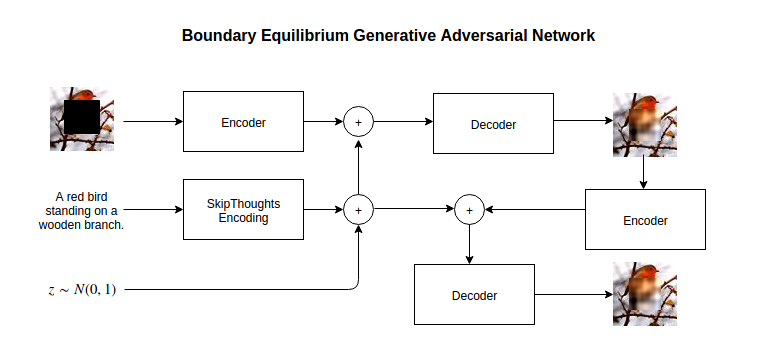 Boundary Equilibrium Generative Adversarial Network
Encoder
+
Decoder
A red bird
standing on a
wooden branch.
SkipThoughts
Encoding
+
+
Encoder
z ~ N(0, 1)
Decoder